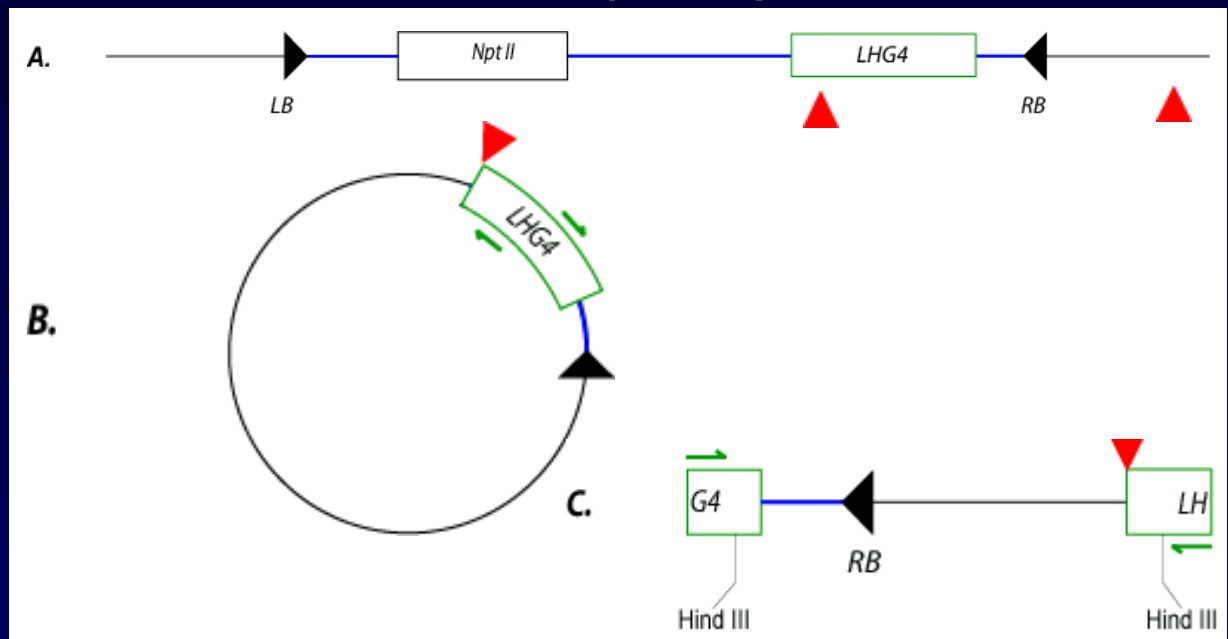 A.
Npt II
LHG4
LB
RB
B.
LHG4
C.
G4
LH
RB
Hind III
Hind III